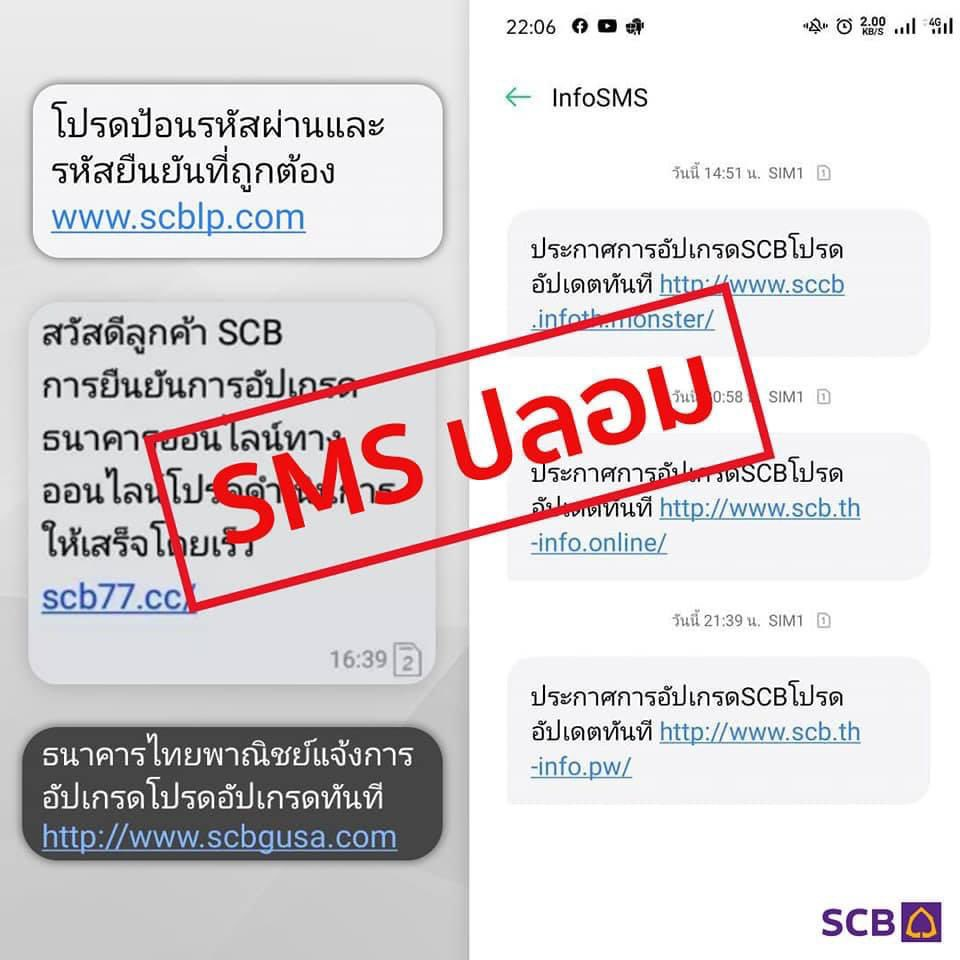 โปรดป้อนรหัสผ่านและ
รหัสยืนยันที่ถูกต้อง
www.scblp.com
สวัสดีลูกค้า SCB
การยืนยันการอัปเกรด
ธนาคารออนไลน์ทาง
ออนไลน์โปรดดำเนินการ
ให้เสร็จโดยเร็ว
scb77.cc/
16:39 2
ธนาคารไทยพาณิชย์แจ้งการ
อัปเกรดโปรดอัปเกรดทันที
http://www.scbgusa.com
SMS ปลอม
22:06 2.00 KB/S 4G
InfoSMS
วันนี้ 14:51 น. SIM1 1
ประกาศการอัปเกรดSCBโปรด
อัปเดตทันที http://www.sccb
.infoth.monster/
วันนี้ 0:58 น. SIM1 1
ประกาศการอัปเกรดSCBโปรด
อัปเดตทันที http://www.scb.th
-info.online/
วันนี้ 21:39 น. SIM1 1
ประกาศการอัปเกรดSCBโปรด
อัปเดตทันที http://www.scb.th
-info.pw/
SCB